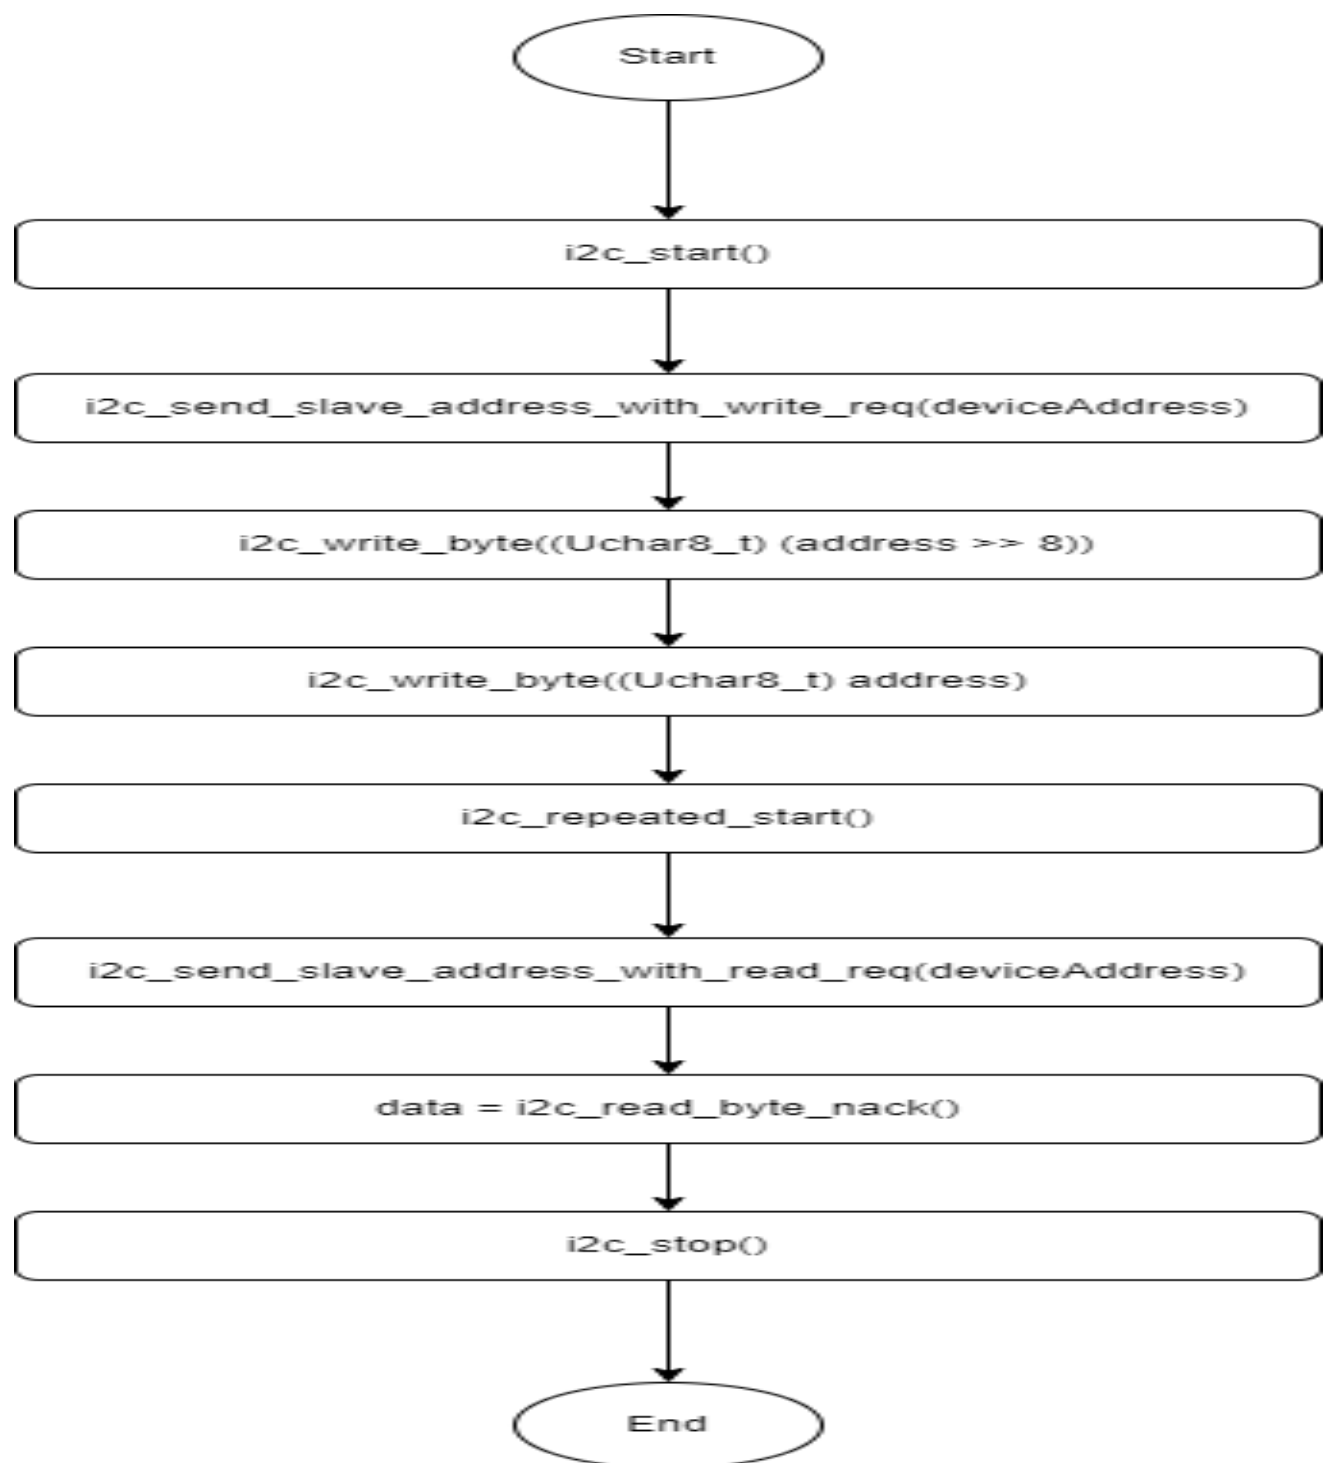 Start
i2c_start()
i2c_send_slave_address_with_write_req(deviceAddress)
i2c_write_byte((Uchar8_t) (address >> 8))
i2c_write_byte((Uchar8_t) address)
i2c_repeated_start()
i2c_send_slave_address_with_read_req(deviceAddress)
data = i2c_read_byte_nack()
i2c_stop()
End